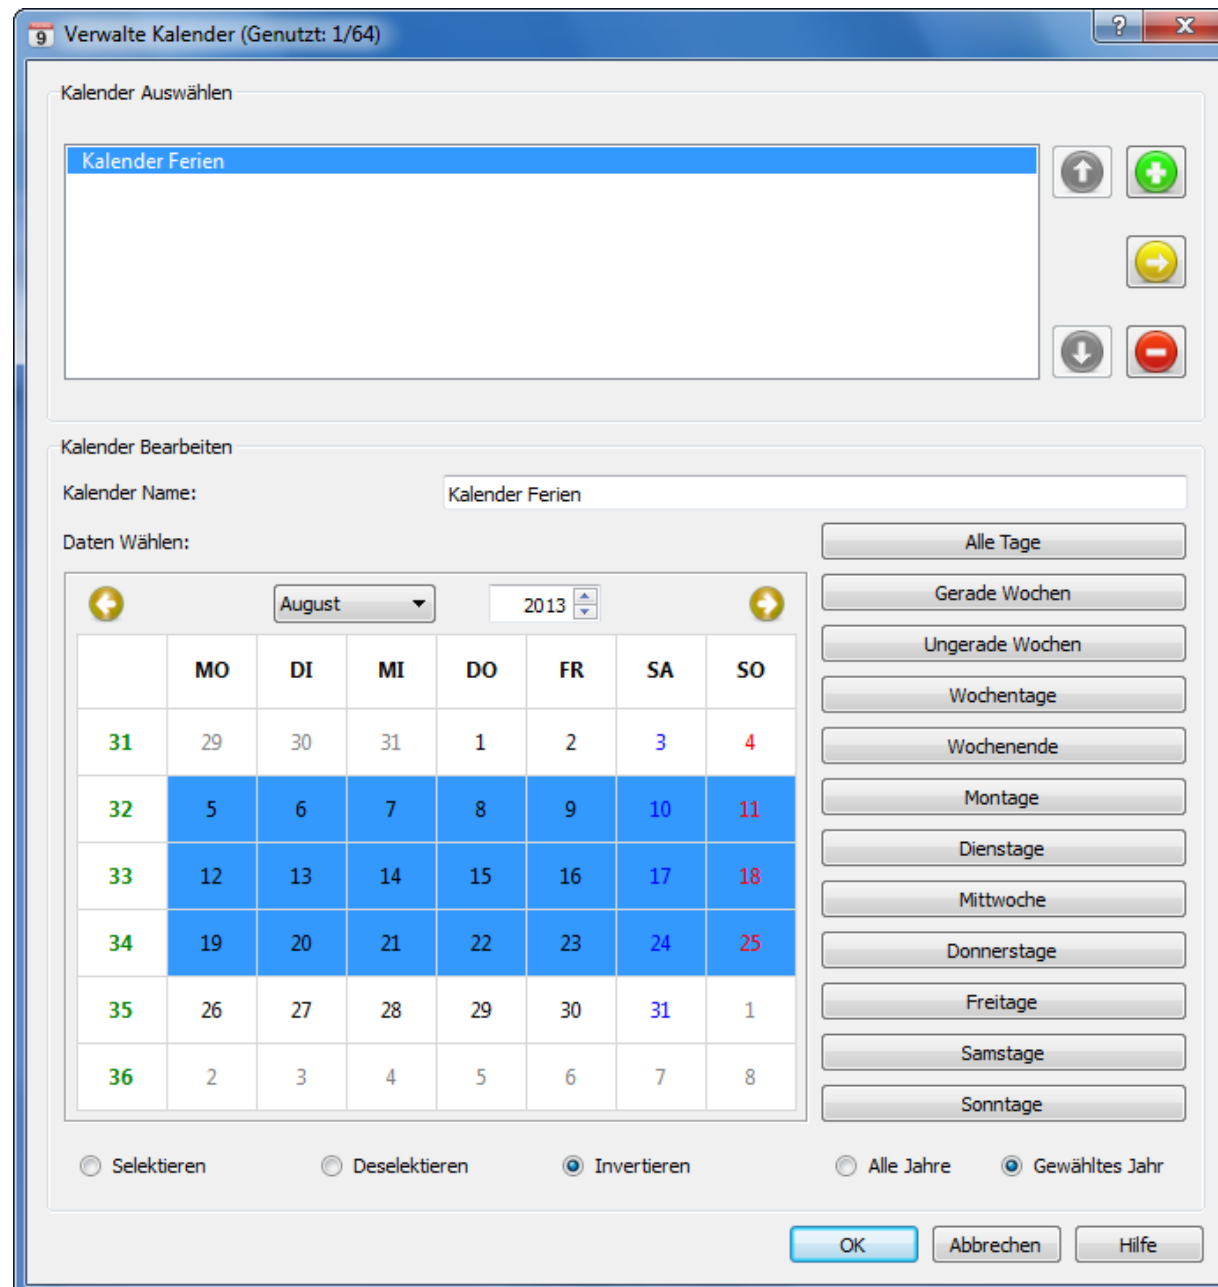 9 Verwalte Kalender (Genutzt: 1/64) ? X
Kalender Auswählen
Kalender Ferien
Kalender Bearbeiten
Kalender Name: Kalender Ferien
Daten Wählen: Alle Tage
August 2013 Gerade Wochen
Ungerade Wochen
MO DI MI DO FR SA SO
Wochentage
31 29 30 31 1 2 3 4
Wochenende
32 5 6 7 8 9 10 11
Montage
Dienstage
33 12 13 14 15 16 17 18
Mittwoche
34 19 20 21 22 23 24 25
Donnerstage
35 26 27 28 29 30 31 1
Freitage
Samstage
36 2 3 4 5 6 7 8
Sonntage
Selektieren Deselektieren Invertieren Alle Jahre Gewähltes Jahr
OK Abbrechen Hilfe